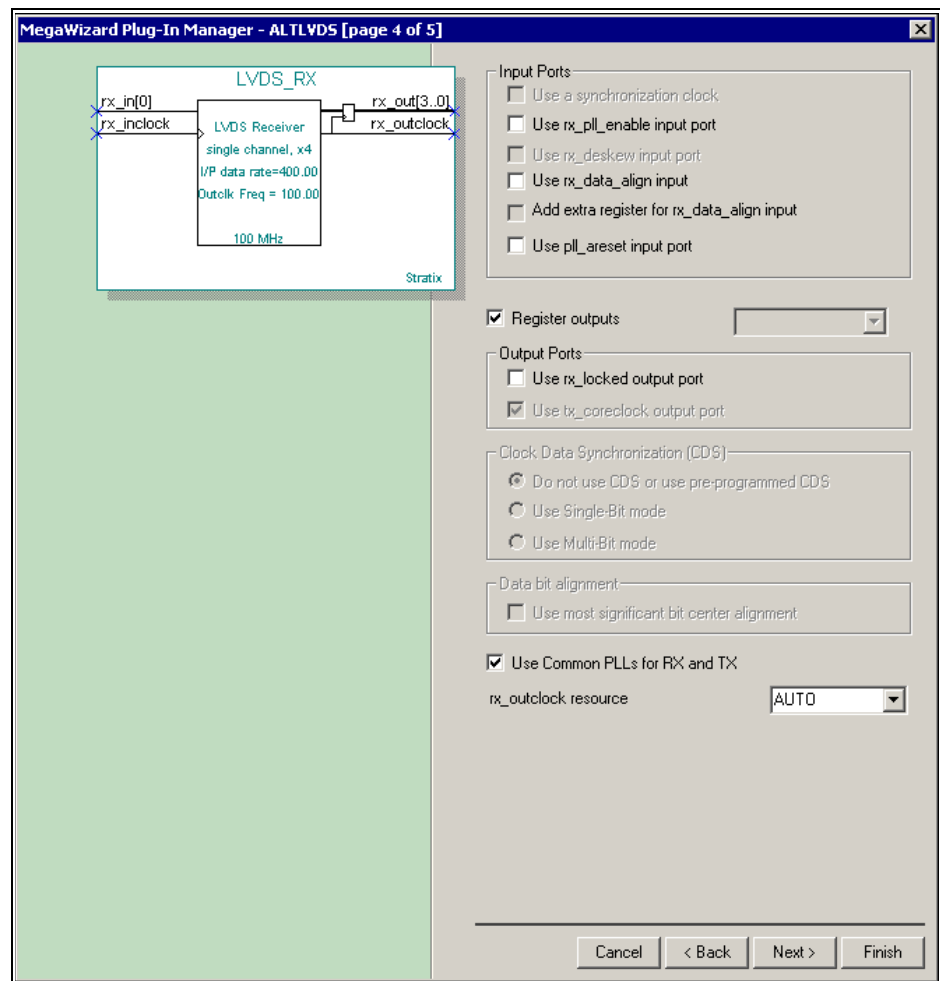 MegaWizard Plug-In Manager - ALTLVDS [page 4 of 5]
LVDS_RX
rx_in[0]
rx_inclock
rx_out[3..0]
rx_outclock
LVDS Receiver
single channel, x4
I/P data rate=400.00
Outclk Freq = 100.00
100 MHz
Stratix
Input Ports
Use a synchronization clock
Use rx_pll_enable input port
Use rx_deskew input port
Use rx_data_align input
Add extra register for rx_data_align input
Use pll_areset input port
Register outputs
Output Ports
Use rx_locked output port
Use tx_coreclock output port
Clock Data Synchronization (CDS)
Do not use CDS or use pre-programmed CDS
Use Single-Bit mode
Use Multi-Bit mode
Data bit alignment
Use most significant bit center alignment
Use Common PLLs for RX and TX
rx_outclock resource AUTO
Cancel < Back Next > Finish